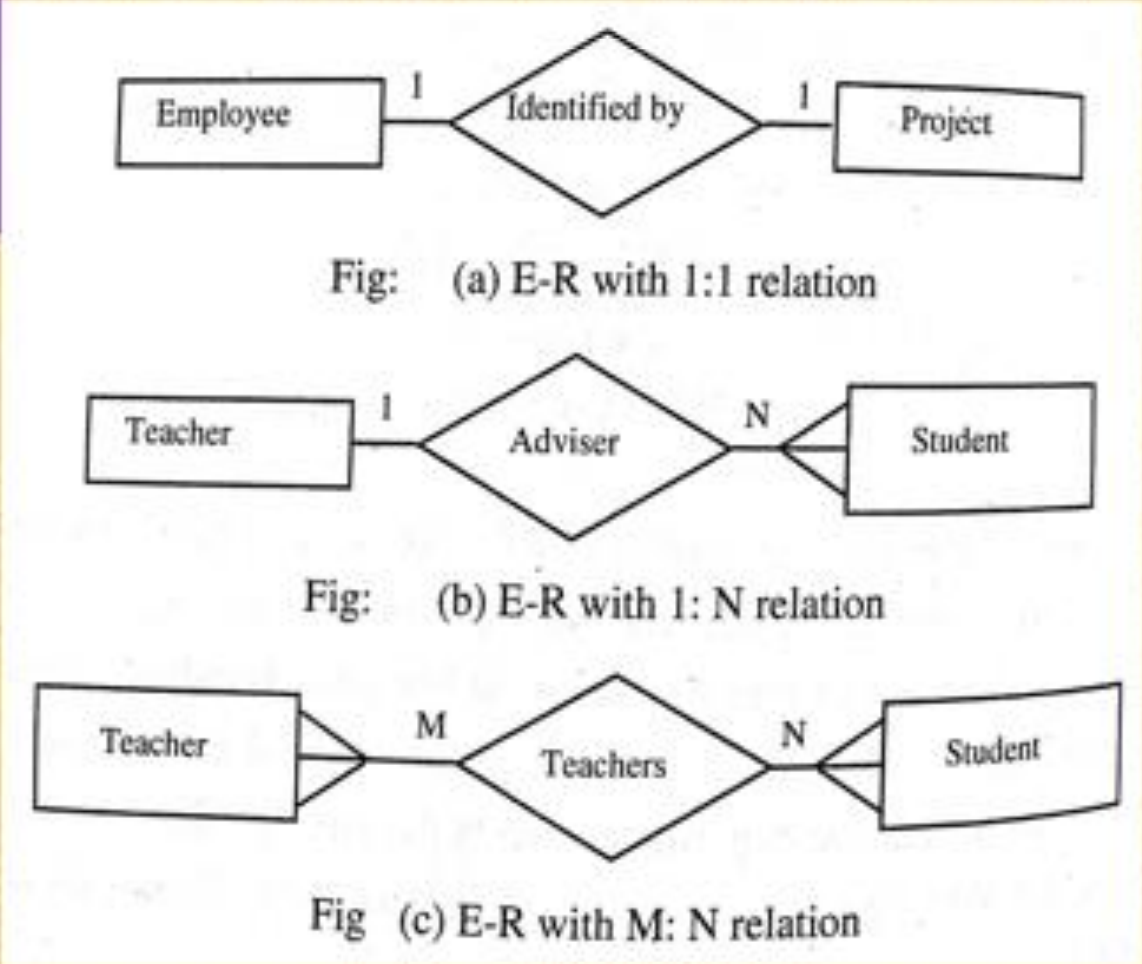 Employee 1 Identified by 1 Project
Fig: (a) E-R with 1:1 relation
Teacher 1 Adviser N Student
Fig: (b) E-R with 1: N relation
Teacher M Teachers N Student
Fig (c) E-R with M: N relation